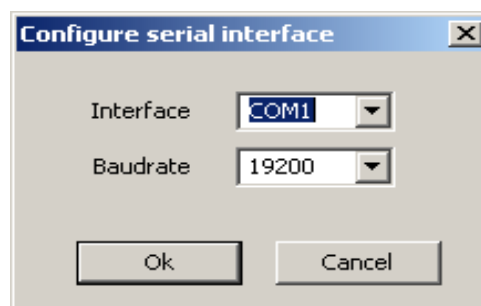 Configure serial interface
Interface COM1
Baudrate 19200
Ok Cancel